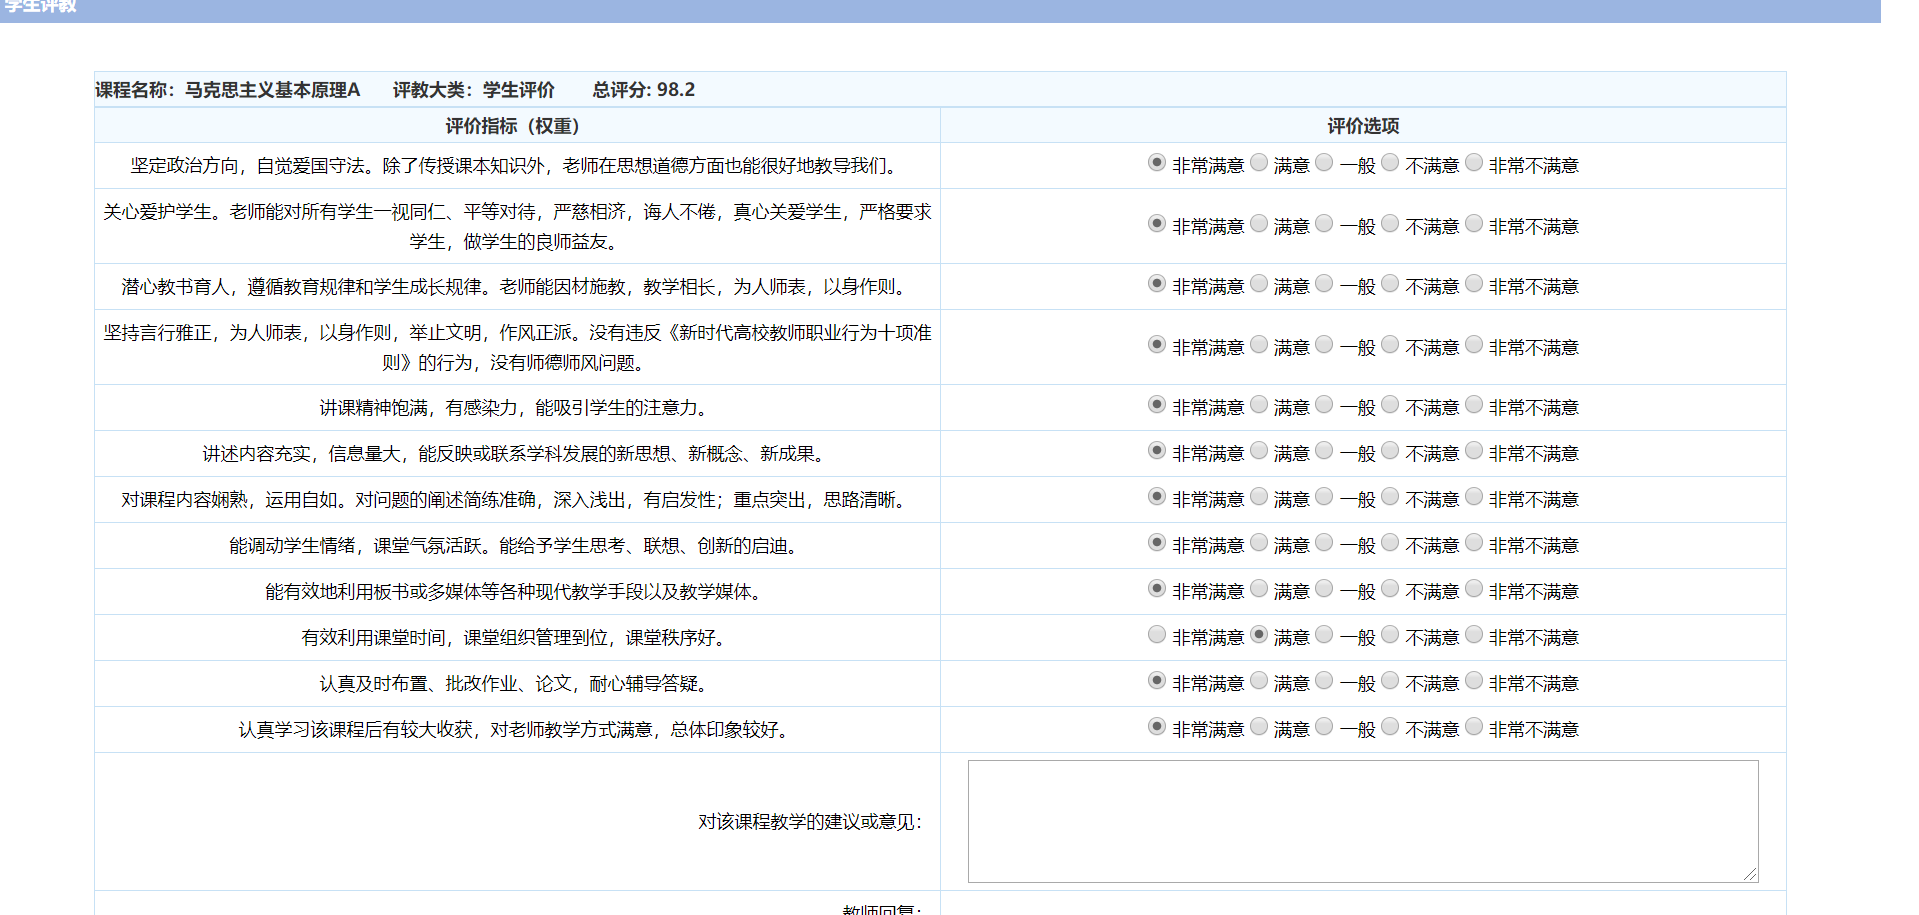 学生评教
课程名称：马克思主义基本原理A 评教大类：学生评价 总评分: 98.2
评价指标（权重） 评价选项
坚定政治方向，自觉爱国守法。除了传授课本知识外，老师在思想道德方面也能很好地教导我们。 非常满意 满意 一般 不满意 非常不满意
关心爱护学生。老师能对所有学生一视同仁、平等对待，严慈相济，诲人不倦，真心关爱学生，严格要求
学生，做学生的良师益友。 非常满意 满意 一般 不满意 非常不满意
潜心教书育人，遵循教育规律和学生成长规律。老师能因材施教，教学相长，为人师表，以身作则。 非常满意 满意 一般 不满意 非常不满意
坚持言行雅正，为人师表，以身作则，举止文明，作风正派。没有违反《新时代高校教师职业行为十项准
则》的行为，没有师德师风问题。 非常满意 满意 一般 不满意 非常不满意
讲课精神饱满，有感染力，能吸引学生的注意力。 非常满意 满意 一般 不满意 非常不满意
讲述内容充实，信息量大，能反映或联系学科发展的新思想、新概念、新成果。 非常满意 满意 一般 不满意 非常不满意
对课程内容娴熟，运用自如。对问题的阐述简练准确，深入浅出，有启发性；重点突出，思路清晰。 非常满意 满意 一般 不满意 非常不满意
能调动学生情绪，课堂气氛活跃。能给予学生思考、联想、创新的启迪。 非常满意 满意 一般 不满意 非常不满意
能有效地利用板书或多媒体等各种现代教学手段以及教学媒体。 非常满意 满意 一般 不满意 非常不满意
有效利用课堂时间，课堂组织管理到位，课堂秩序好。 非常满意 满意 一般 不满意 非常不满意
认真及时布置、批改作业、论文，耐心辅导答疑。 非常满意 满意 一般 不满意 非常不满意
认真学习该课程后有较大收获，对老师教学方式满意，总体印象较好。 非常满意 满意 一般 不满意 非常不满意
对该课程教学的建议或意见：
教师回复：